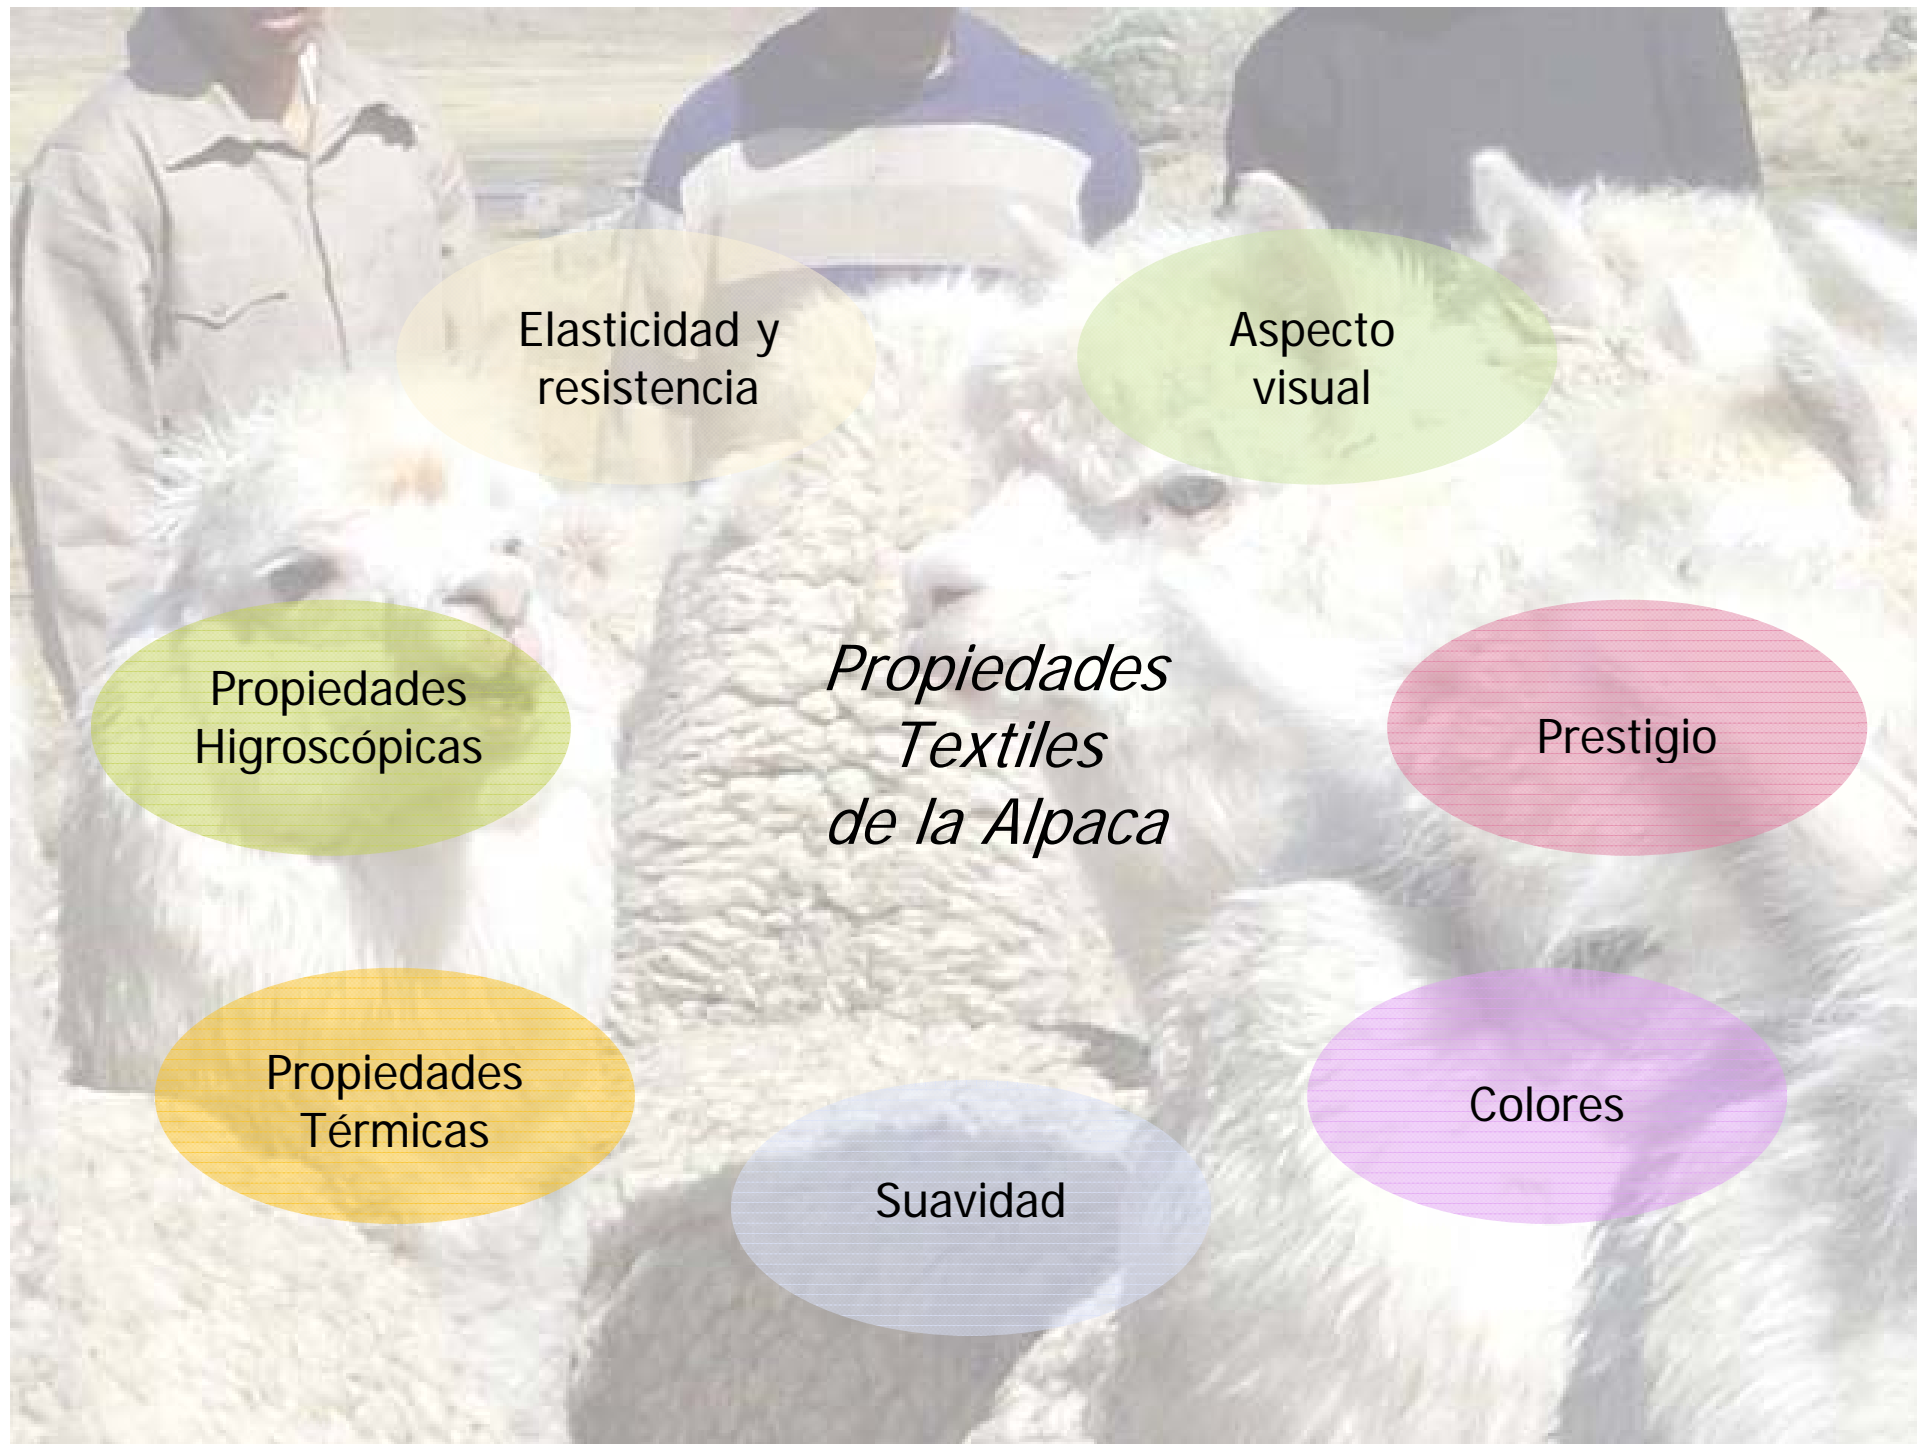 Elasticidad y
resistencia
Aspecto
visual
Propiedades
Higroscópicas
Propiedades
Textiles
de la Alpaca
Prestigio
Propiedades
Térmicas
Colores
Suavidad